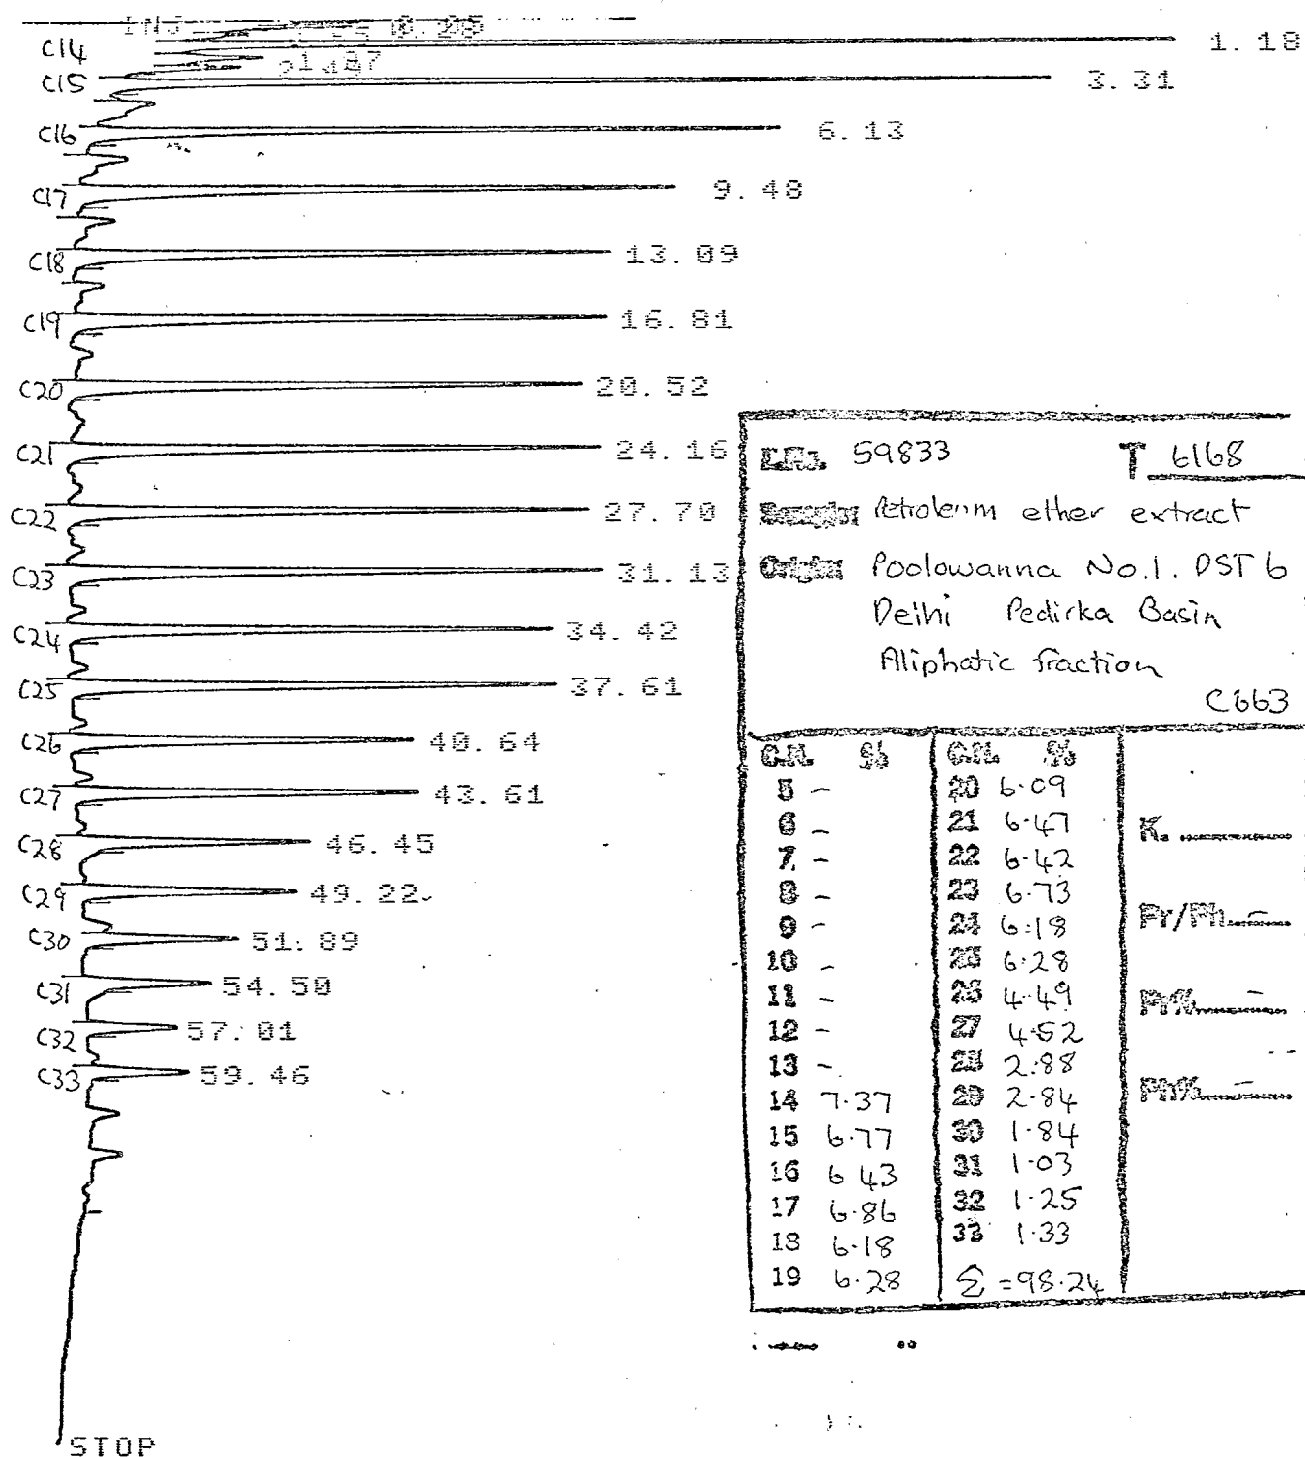 INJ
C14 1.18
C15 3.31
C16 6.13
C17 9.48
C18 13.09
C19 16.81
C20 20.52
C21 24.16
C22 27.70
C23 31.13
C24 34.42
C25 37.61
C26 40.64
C27 43.61
C28 46.45
C29 49.22
C30 51.89
C31 54.50
C32 57.01
C33 59.46
STOP
59833 T 6168
Petroleum ether extract
Origin Poolowanna No.1. DST 6
Delhi Pedirka Basin
Aliphatic fraction
C663
C.N. % C.N. %
5 - 20 6.09
6 - 21 6.47
7 - 22 6.42
8 - 23 6.73
9 - 24 6.18
10 - 25 6.28
11 - 26 4.49
12 - 27 4.52
13 - 28 2.88
14 7.37 29 2.84
15 6.77 30 1.84
16 6 43 31 1.03
17 6.86 32 1.25
18 6.18 33 1.33
19 6.28 Σ = 98.24
K.
Pr/Ph -
Pr% -
Ph% -